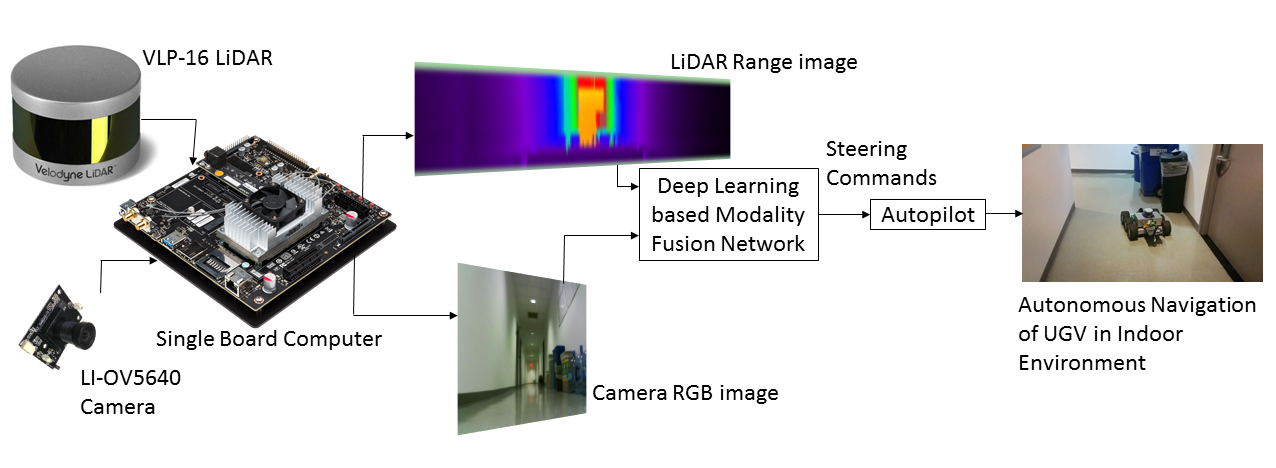 VLP-16 LiDAR
Velodyne LiDAR
Single Board Computer
LI-OV5640
Camera
LiDAR Range image
Camera RGB image
Deep Learning
based Modality
Fusion Network
Steering
Commands
Autopilot
Autonomous Navigation
of UGV in Indoor
Environment